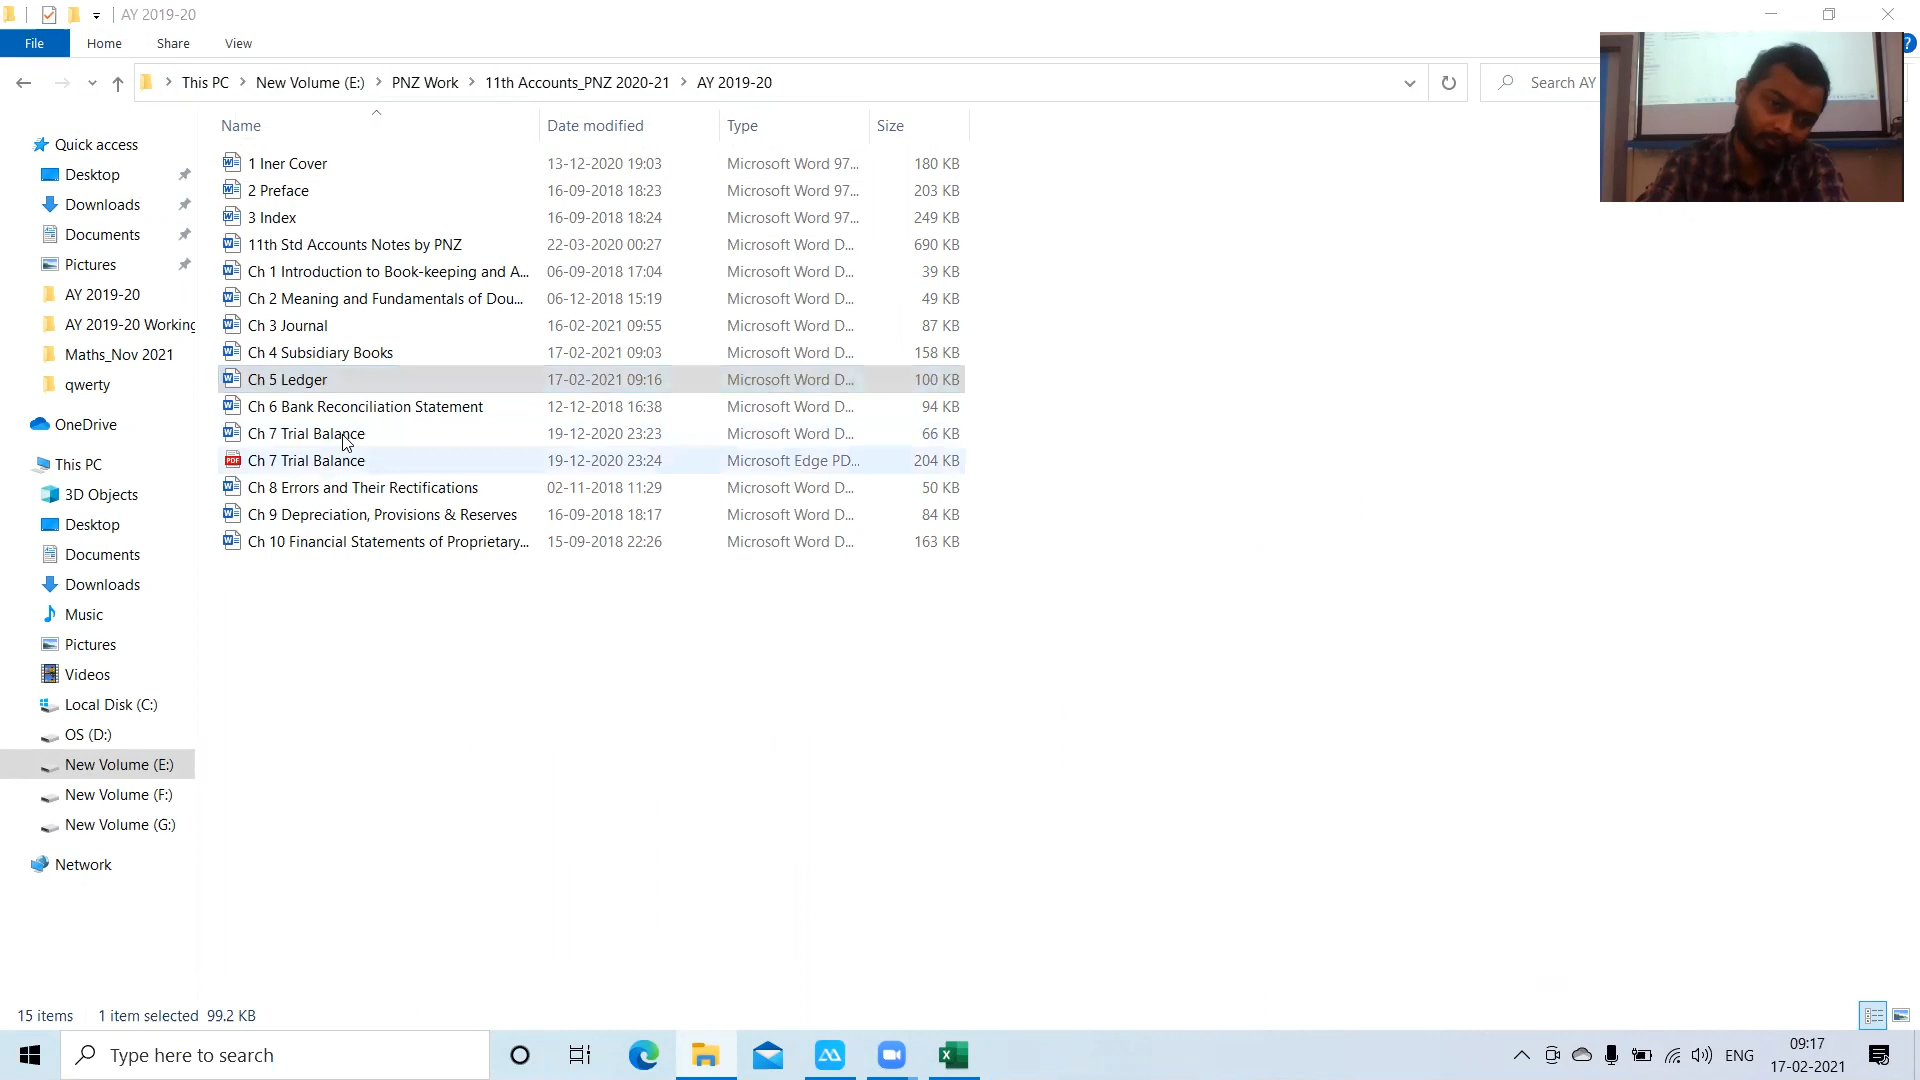 AY 2019-20
File Home Share View
This PC New Volume (E:) PNZ Work 11th Accounts_PNZ 2020-21 AY 2019-20
Search AY
Name Date modified Type Size
1 Iner Cover 13-12-2020 19:03 Microsoft Word 97... 180 KB
2 Preface 16-09-2018 18:23 Microsoft Word 97... 203 KB
3 Index 16-09-2018 18:24 Microsoft Word 97... 249 KB
11th Std Accounts Notes by PNZ 22-03-2020 00:27 Microsoft Word D... 690 KB
Ch 1 Introduction to Book-keeping and A... 06-09-2018 17:04 Microsoft Word D... 39 KB
Ch 2 Meaning and Fundamentals of Dou... 06-12-2018 15:19 Microsoft Word D... 49 KB
Ch 3 Journal 16-02-2021 09:55 Microsoft Word D... 87 KB
Ch 4 Subsidiary Books 17-02-2021 09:03 Microsoft Word D... 158 KB
Ch 5 Ledger 17-02-2021 09:16 Microsoft Word D... 100 KB
Ch 6 Bank Reconciliation Statement 12-12-2018 16:38 Microsoft Word D... 94 KB
Ch 7 Trial Balance 19-12-2020 23:23 Microsoft Word D... 66 KB
PDF Ch 7 Trial Balance 19-12-2020 23:24 Microsoft Edge PD... 204 KB
Ch 8 Errors and Their Rectifications 02-11-2018 11:29 Microsoft Word D... 50 KB
Ch 9 Depreciation, Provisions & Reserves 16-09-2018 18:17 Microsoft Word D... 84 KB
Ch 10 Financial Statements of Proprietary... 15-09-2018 22:26 Microsoft Word D... 163 KB
Quick access
Desktop
Downloads
Documents
Pictures
AY 2019-20
AY 2019-20 Working
Maths_Nov 2021
qwerty
OneDrive
This PC
3D Objects
Desktop
Documents
Downloads
Music
Pictures
Videos
Local Disk (C:)
OS (D:)
New Volume (E:)
New Volume (F:)
New Volume (G:)
Network
15 items 1 item selected 99.2 KB
Type here to search
ENG
09:17
17-02-2021